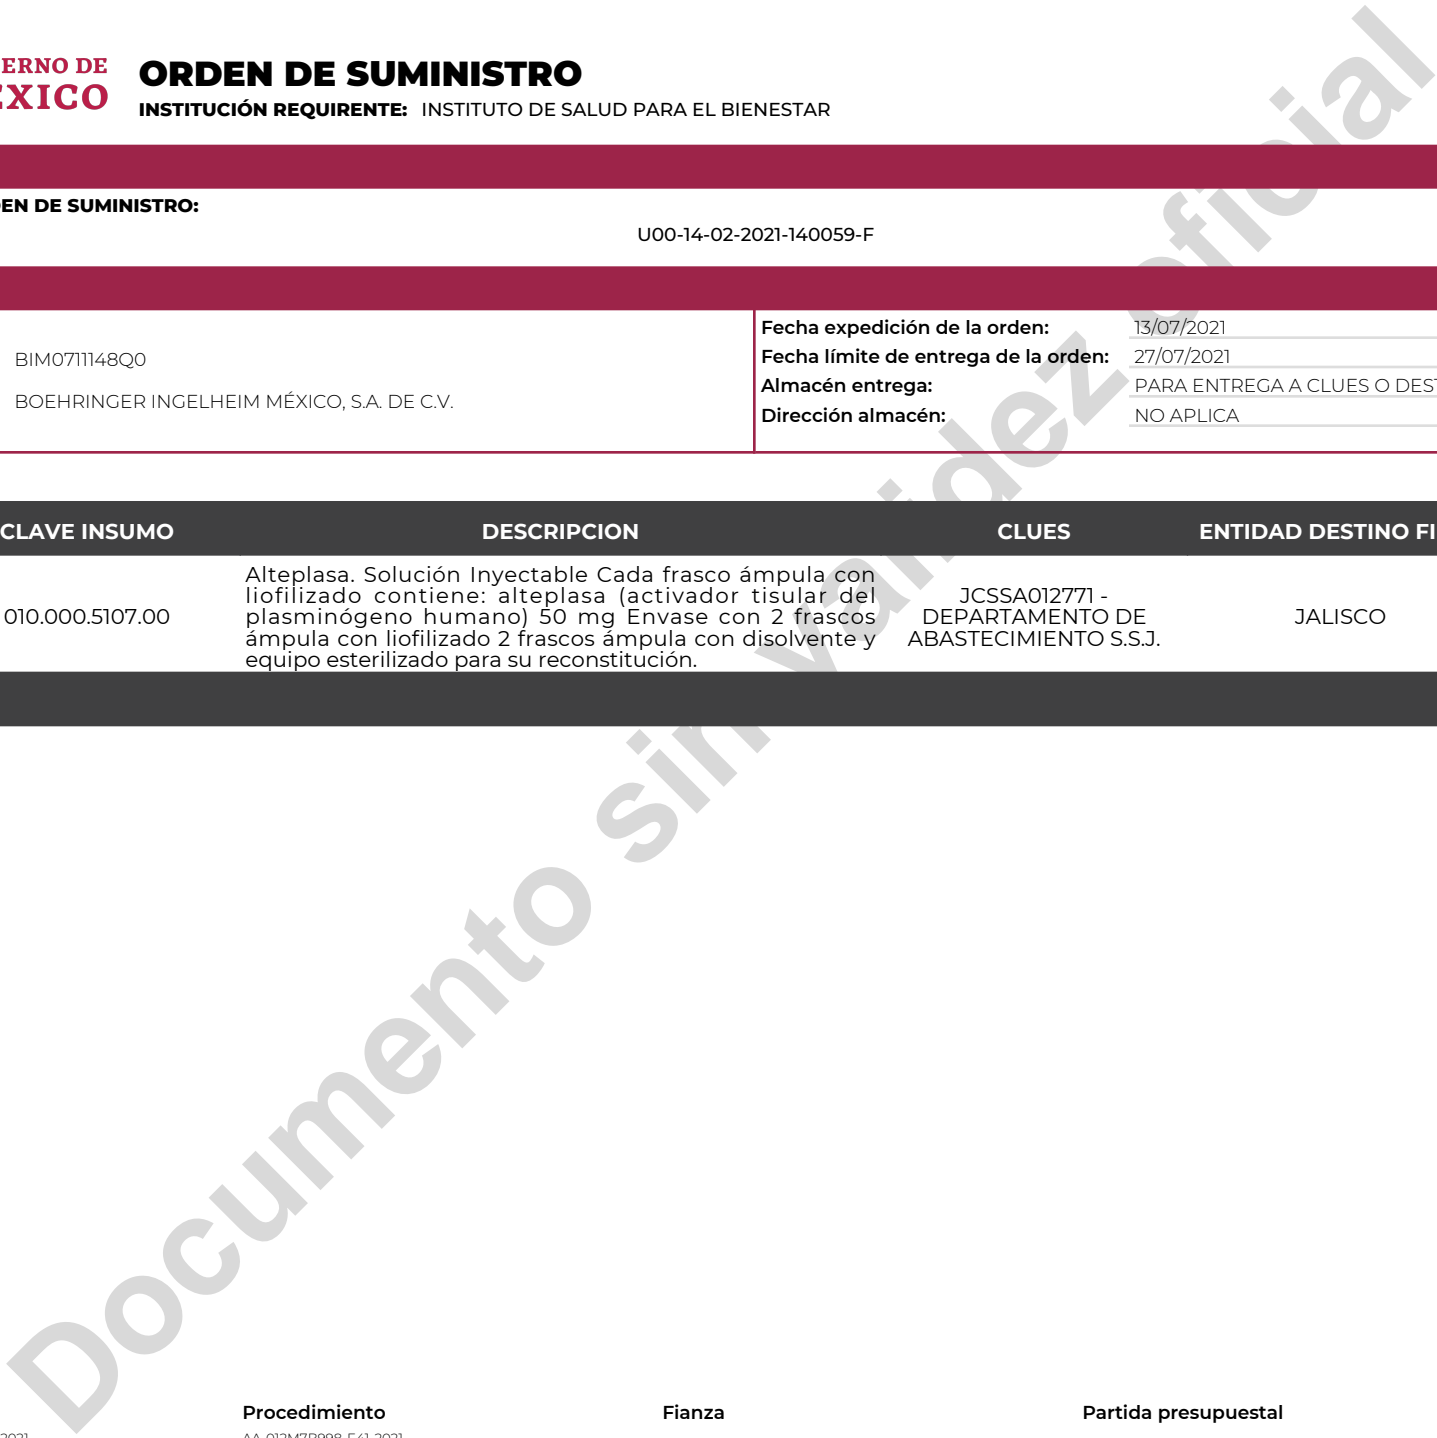 ERNO DE
ÉXICO
ORDEN DE SUMINISTRO
INSTITUCIÓN REQUIRENTE: INSTITUTO DE SALUD PARA EL BIENESTAR
EN DE SUMINISTRO:
U00-14-02-2021-140059-F
BIM0711148Q0
BOEHRINGER INGELHEIM MÉXICO, S.A. DE C.V.
Fecha expedición de la orden: 13/07/2021
Fecha límite de entrega de la orden: 27/07/2021
Almacén entrega: PARA ENTREGA A CLUES O DEST
Dirección almacén: NO APLICA
CLAVE INSUMO DESCRIPCION CLUES ENTIDAD DESTINO FI
010.000.5107.00
Alteplasa. Solución Inyectable Cada frasco ámpula con
liofilizado contiene: alteplasa (activador tisular del
plasminógeno humano) 50 mg Envase con 2 frascos
ámpula con liofilizado 2 frascos ámpula con disolvente y
equipo esterilizado para su reconstitución.
JCSSA012771 -
DEPARTAMENTO DE
ABASTECIMIENTO S.S.J.
JALISCO
Documento sin validez oficial
Procedimiento Fianza Partida presupuestal